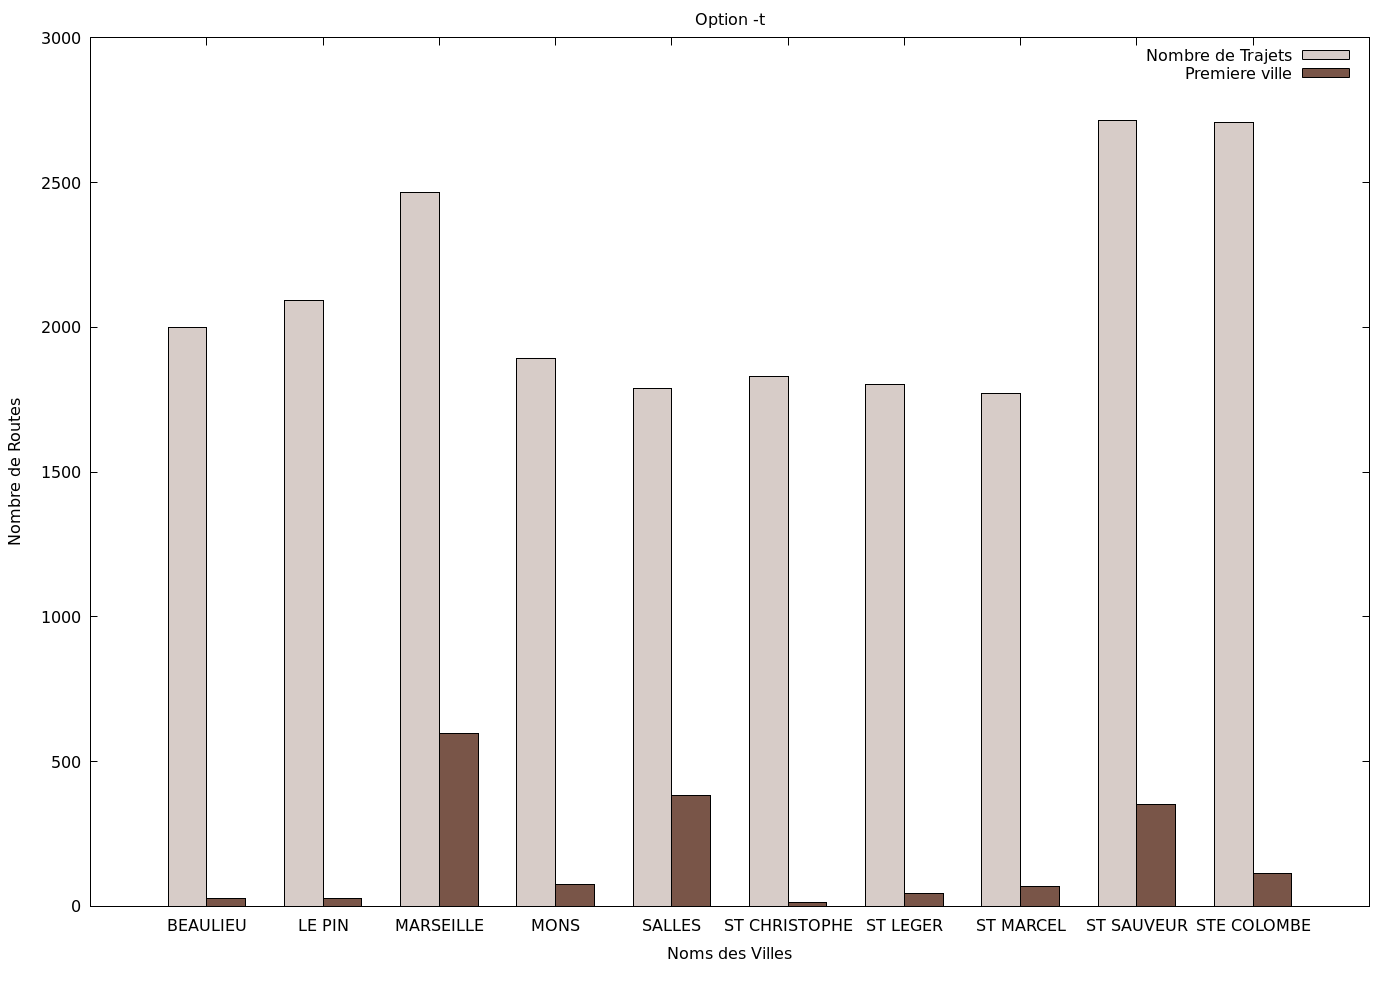 Option -t
Nombre de Trajets
Premiere ville
3000
2500
2000
1500
1000
500
0
Nombre de Routes
BEAULIEU LE PIN MARSEILLE MONS SALLES ST CHRISTOPHE ST LEGER ST MARCEL ST SAUVEUR STE COLOMBE
Noms des Villes